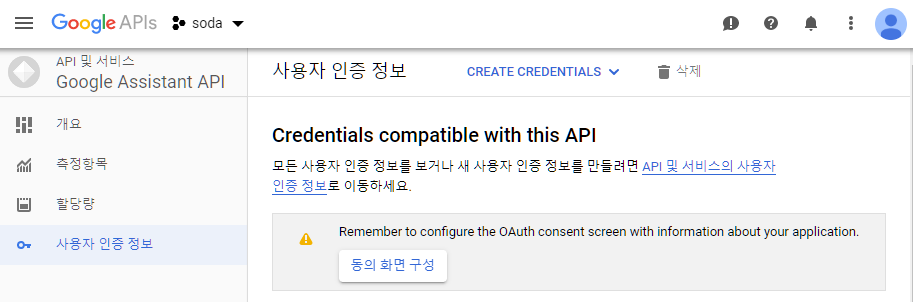 Google APIs soda
API 및 서비스
Google Assistant API
개요
측정항목
할당량
사용자 인증 정보
사용자 인증 정보 CREATE CREDENTIALS 삭제
Credentials compatible with this API
모든 사용자 인증 정보를 보거나 새 사용자 인증 정보를 만들려면 API 및 서비스의 사용자
인증 정보로 이동하세요.
Remember to configure the OAuth consent screen with information about your application.
동의 화면 구성